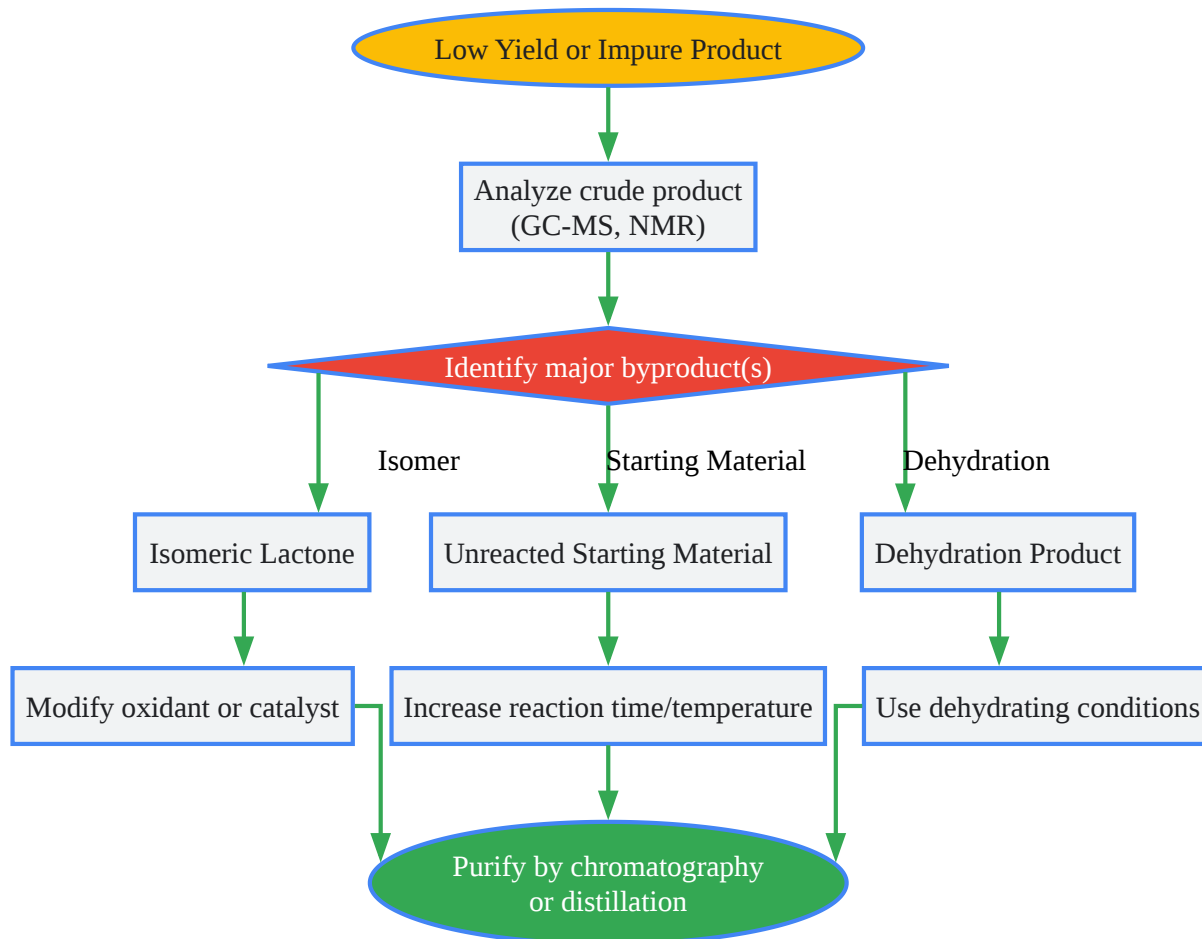 Low Yield or Impure Product
Analyze crude product
(GC-MS, NMR)
Identify major byproduct(s)
Isomer
Starting Material
Dehydration
Isomeric Lactone
Unreacted Starting Material
Dehydration Product
Modify oxidant or catalyst
Increase reaction time/temperature
Use dehydrating conditions
Purify by chromatography
or distillation